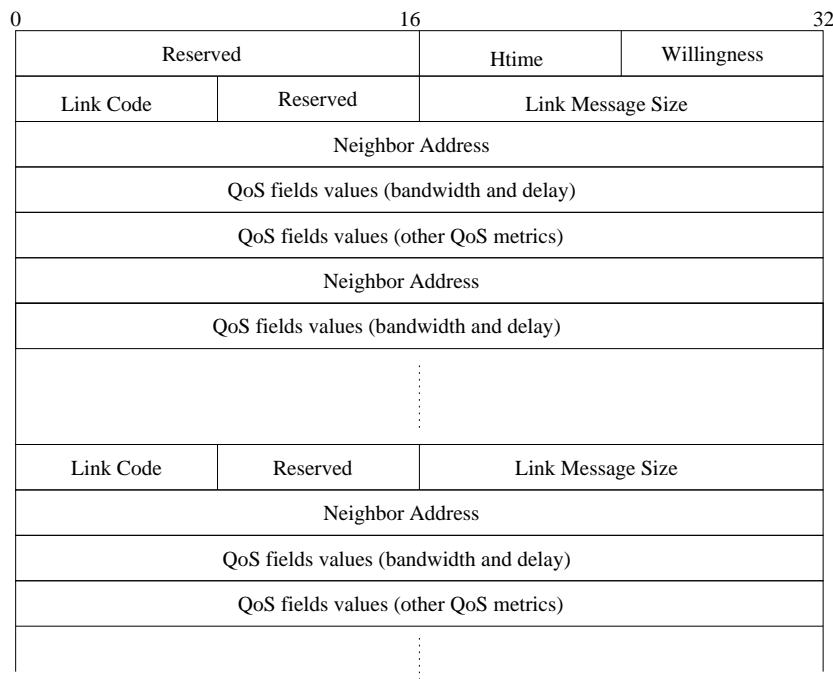 0 16 32
Reserved Htime Willingness
Link Code Reserved Link Message Size
Neighbor Address
QoS fields values (bandwidth and delay)
QoS fields values (other QoS metrics)
Neighbor Address
QoS fields values (bandwidth and delay)
Link Code Reserved Link Message Size
Neighbor Address
QoS fields values (bandwidth and delay)
QoS fields values (other QoS metrics)